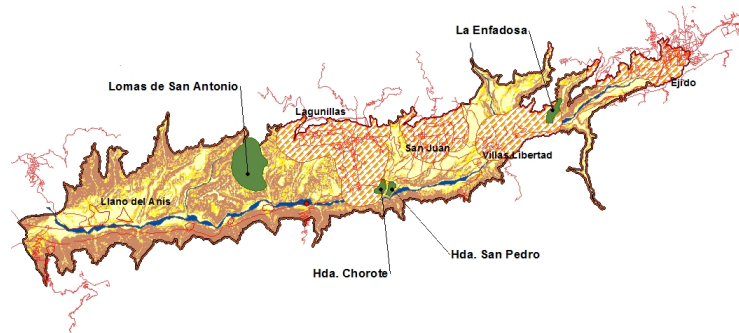 La Enfadosa
Lomas de San Antonio
Ejido
Lagunillas
San Juan
Villas Libertad
Llano del Anis
Hda. San Pedro
Hda. Chorote